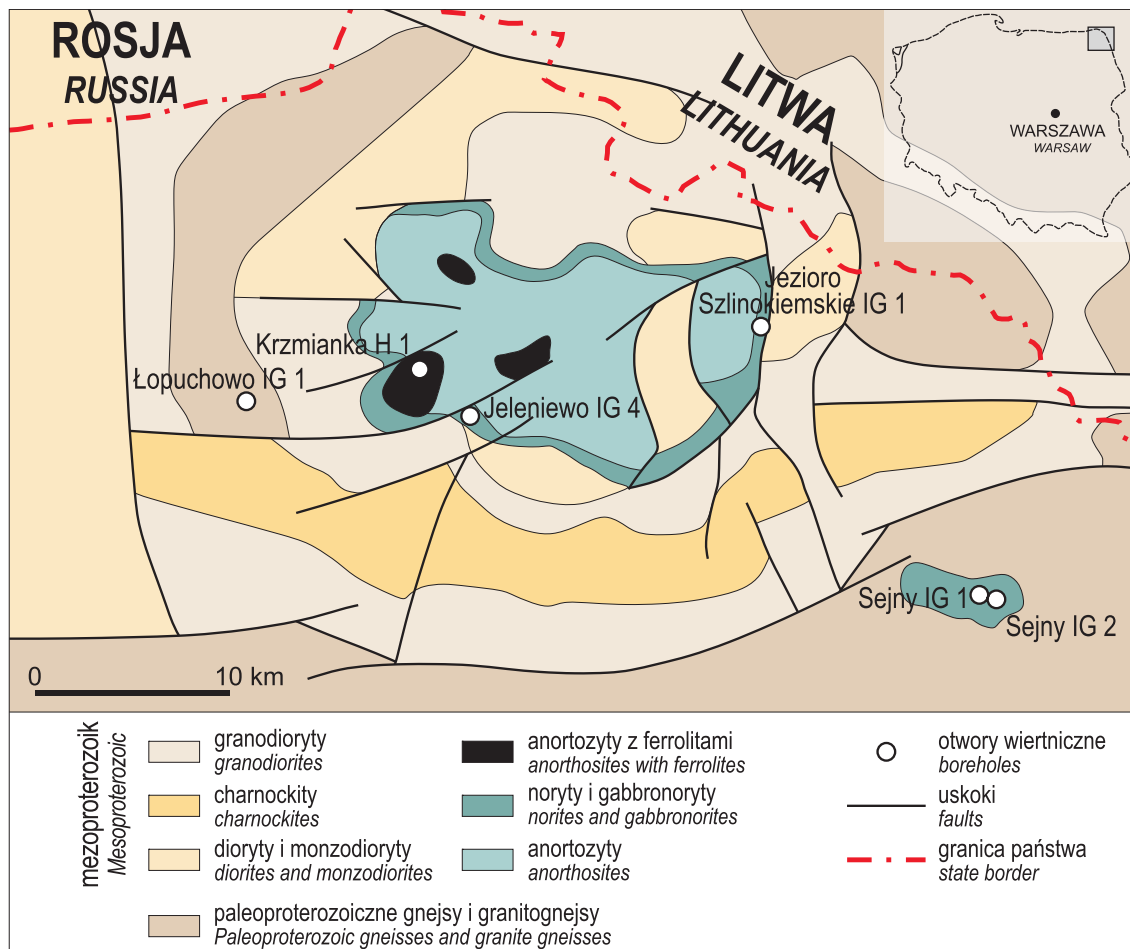 ROSJA
RUSSIA
LITWA
LITHUANIA
WARSZAWA
WARSAW
Jezioro
Szlinokiemskie IG 1
Krzmianka H 1
Łopuchowo IG 1
Jeleniewo IG 4
Sejny IG 1
Sejny IG 2
0 10 km
mezoproterozoik
Mesoproterozoic
granodioryty
granodiorites
charnockity
charnockites
dioryty i monzodioryty
diorites and monzodiorites
paleoproterozoiczne gnejsy i granitognejsy
Paleoproterozoic gneisses and granite gneisses
anortozyty z ferrolitami
anorthosites with ferrolites
noryty i gabbronoryty
norites and gabbronorites
anortozyty
anorthosites
otwory wiertnicze
boreholes
uskoki
faults
granica państwa
state border